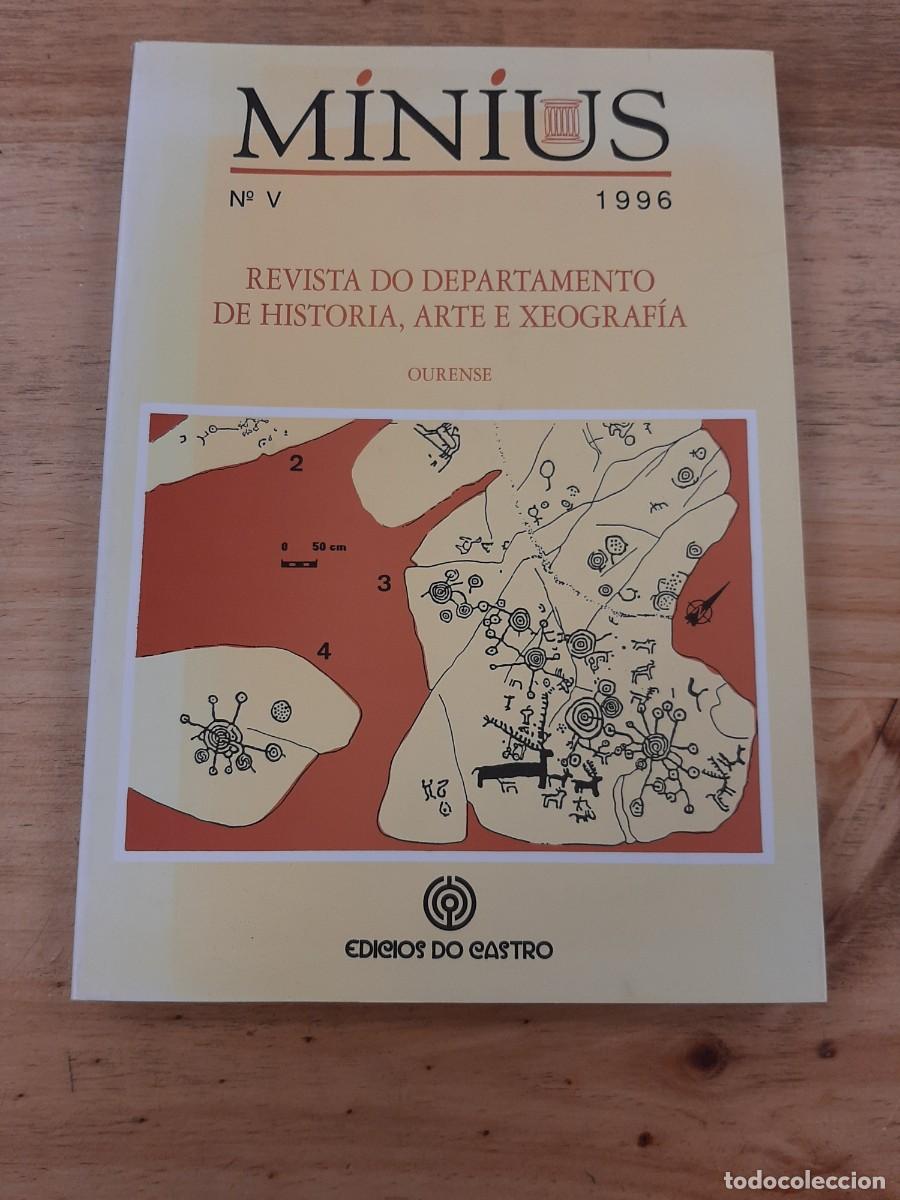 MINIUS
Nº V 1996
REVISTA DO DEPARTAMENTO
DE HISTORIA, ARTE E XEOGRAFÍA
OURENSE
2
0 50 cm
3
4
EDICIOS DO CASTRO
todocoleccion